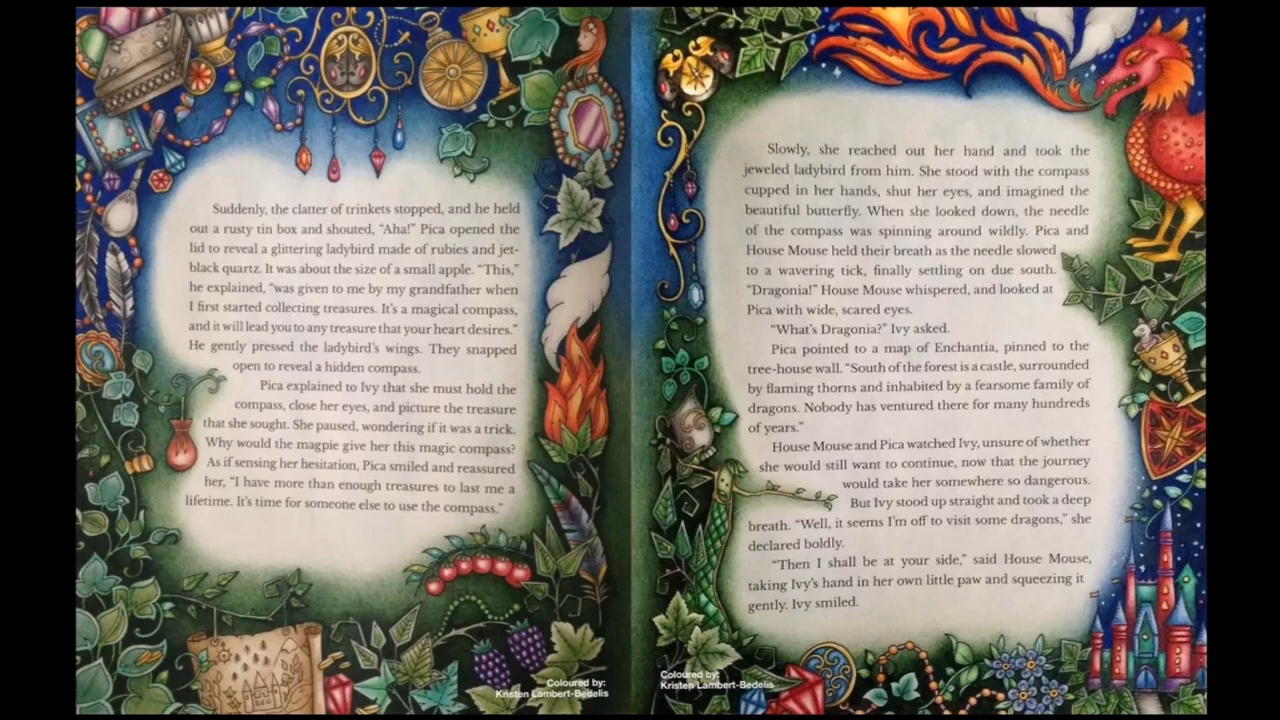 Suddenly, the clatter of trinkets stopped, and he held
out a rusty tin box and shouted, “Aha!” Pica opened the
lid to reveal a glittering ladybird made of rubies and jet-
black quartz. It was about the size of a small apple. “This,”
he explained, “was given to me by my grandfather when
I first started collecting treasures. It’s a magical compass,
and it will lead you to any treasure that your heart desires.”
He gently pressed the ladybird’s wings. They snapped
open to reveal a hidden compass.
Pica explained to Ivy that she must hold the
compass, close her eyes, and picture the treasure
that she sought. She paused, wondering if it was a trick.
Why would the magpie give her this magic compass?
As if sensing her hesitation, Pica smiled and reassured
her, “I have more than enough treasures to last me a
lifetime. It’s time for someone else to use the compass.”
Coloured by:
Kristen Lambert-Bedelis
Slowly, she reached out her hand and took the
jeweled ladybird from him. She stood with the compass
cupped in her hands, shut her eyes, and imagined the
beautiful butterfly. When she looked down, the needle
of the compass was spinning around wildly. Pica and
House Mouse held their breath as the needle slowed
to a wavering tick, finally settling on due south.
“Dragonia!” House Mouse whispered, and looked at
Pica with wide, scared eyes.
“What’s Dragonia?” Ivy asked.
Pica pointed to a map of Enchantia, pinned to the
tree-house wall. “South of the forest is a castle, surrounded
by flaming thorns and inhabited by a fearsome family of
dragons. Nobody has ventured there for many hundreds
of years.”
House Mouse and Pica watched Ivy, unsure of whether
she would still want to continue, now that the journey
would take her somewhere so dangerous.
But Ivy stood up straight and took a deep
breath. “Well, it seems I’m off to visit some dragons,” she
declared boldly.
“Then I shall be at your side,” said House Mouse,
taking Ivy’s hand in her own little paw and squeezing it
gently. Ivy smiled.
Coloured by:
Kristen Lambert-Bedelis